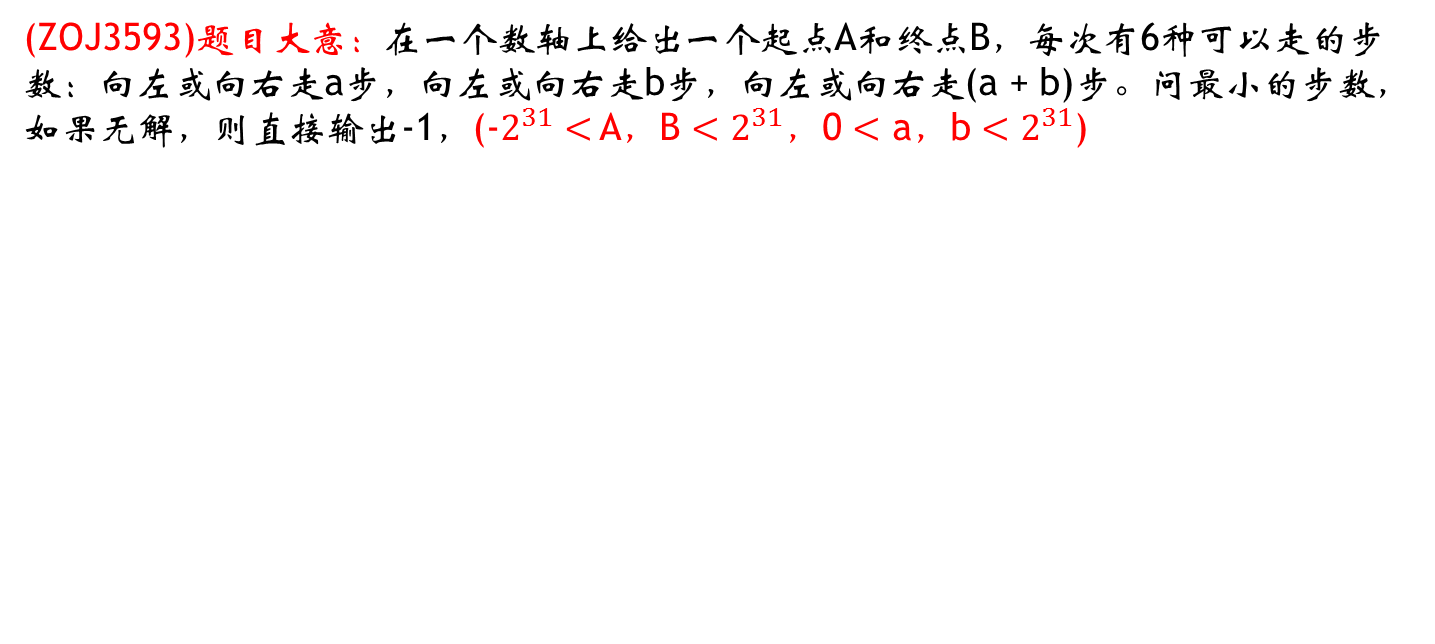 (ZOJ3593)题目大意：在一个数轴上给出一个起点A和终点B，每次有6种可以走的步
数：向左或向右走a步，向左或向右走b步，向左或向右走(a + b)步。问最小的步数，
如果无解，则直接输出-1，(-2³¹ < A，B < 2³¹，0 < a，b < 2³¹)